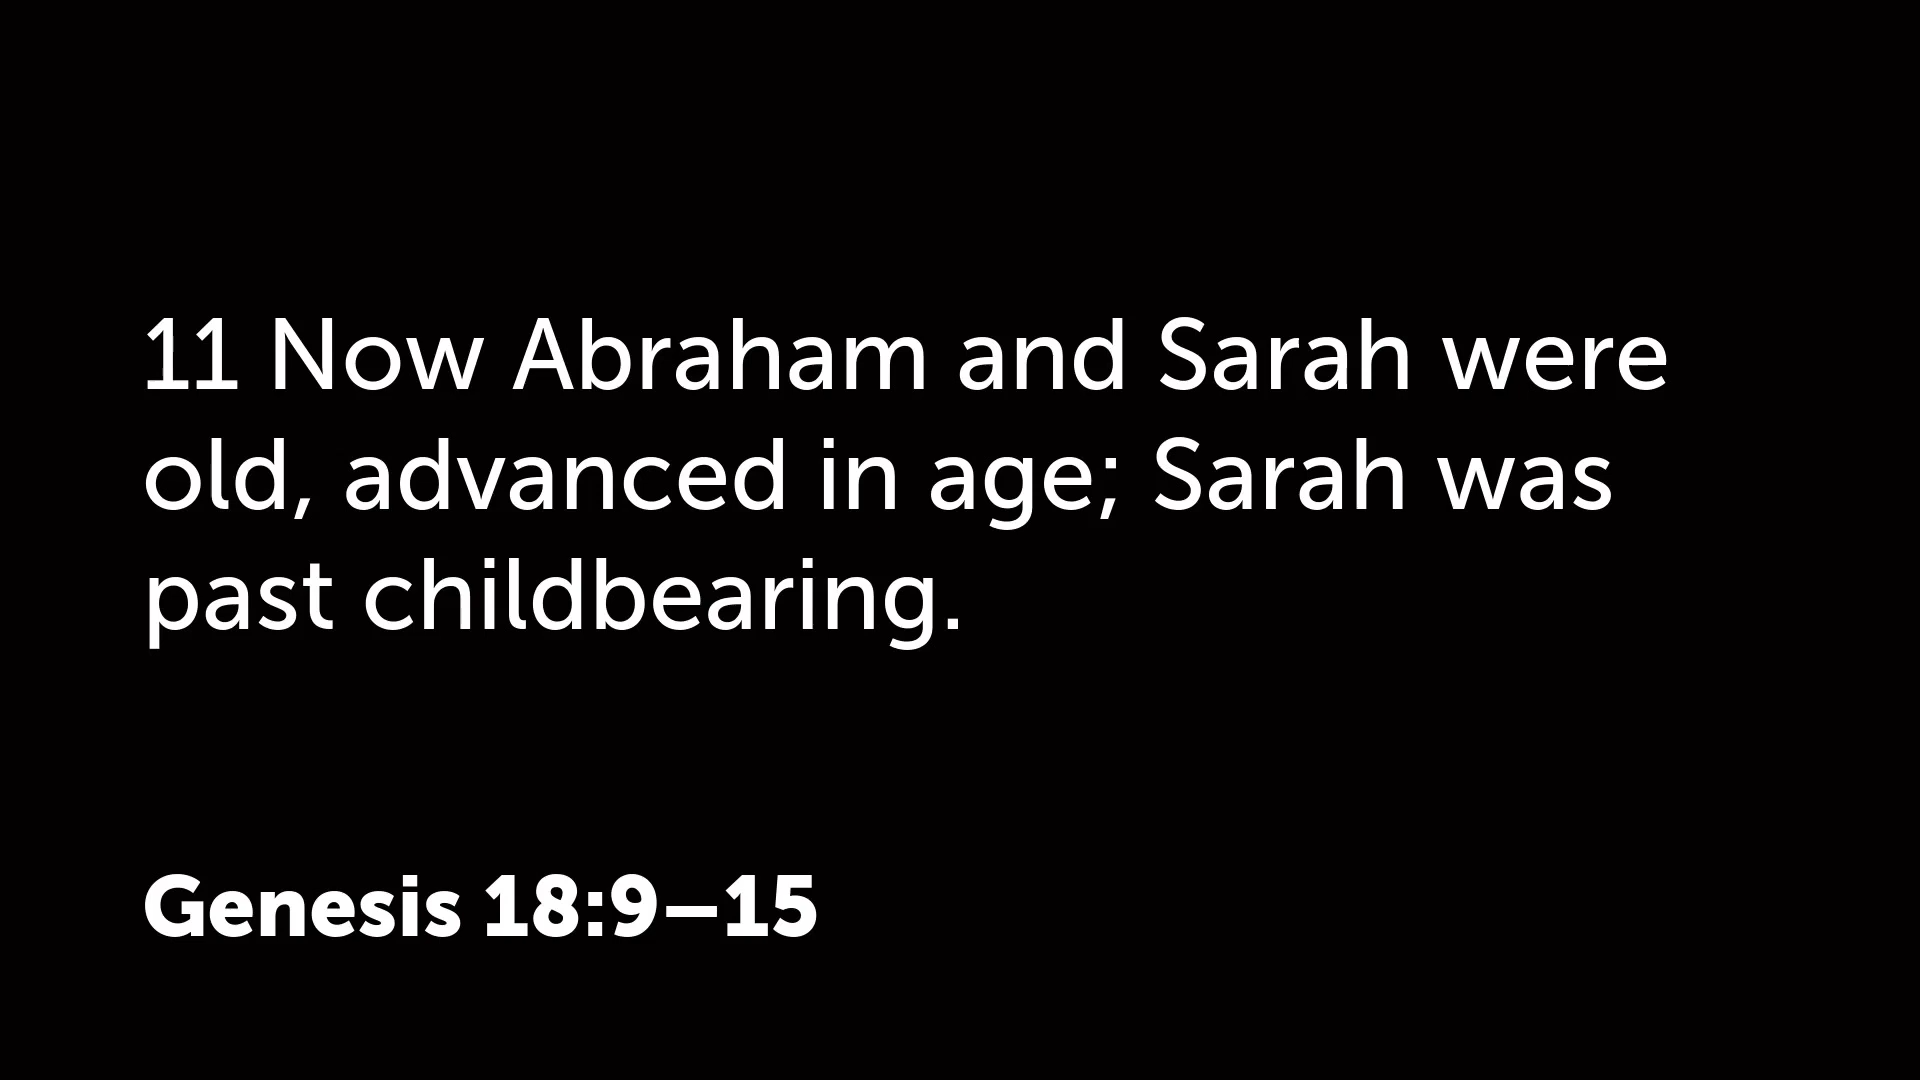 11 Now Abraham and Sarah were
old, advanced in age; Sarah was
past childbearing.
Genesis 18:9–15